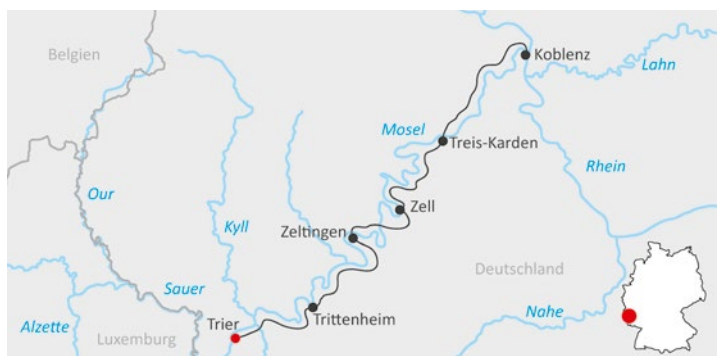 Belgien
Koblenz
Lahn
Mosel
Treis-Karden
Rhein
Our
Kyll
Zell
Zeltingen
Deutschland
Sauer
Nahe
Trier
Trittenheim
Alzette
Luxemburg